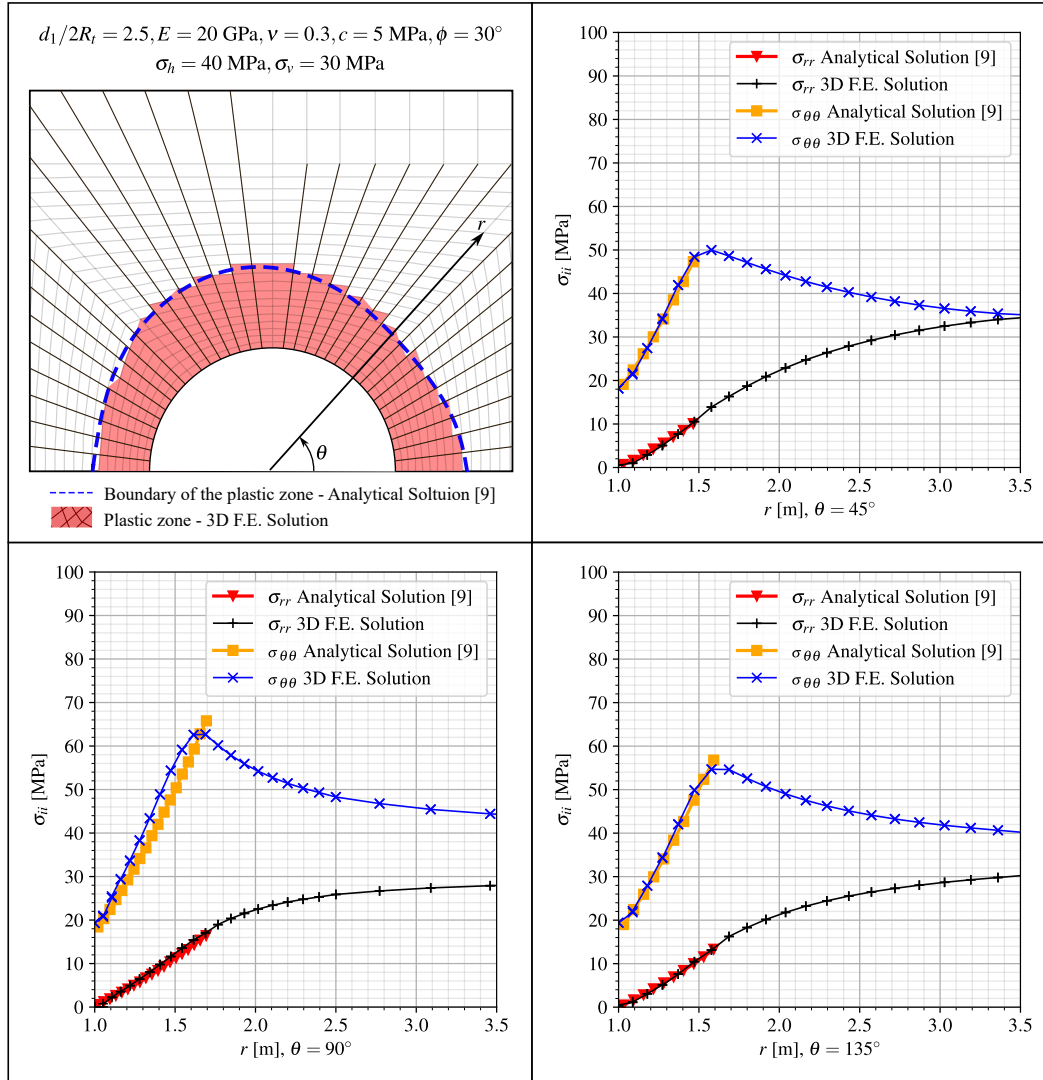 d₁/2Rₜ = 2.5, E = 20 GPa, ν = 0.3, c = 5 MPa, ϕ = 30°
σₕ = 40 MPa, σᵥ = 30 MPa
r
θ
Boundary of the plastic zone - Analytical Soltuion [9]
Plastic zone - 3D F.E. Solution
σ_rr Analytical Solution [9]
σ_rr 3D F.E. Solution
σ_θθ Analytical Solution [9]
σ_θθ 3D F.E. Solution
σ_ii [MPa]
100
90
80
70
60
50
40
30
20
10
0
1.0 1.5 2.0 2.5 3.0 3.5
r [m], θ = 45°
σ_rr Analytical Solution [9]
σ_rr 3D F.E. Solution
σ_θθ Analytical Solution [9]
σ_θθ 3D F.E. Solution
σ_ii [MPa]
100
90
80
70
60
50
40
30
20
10
0
1.0 1.5 2.0 2.5 3.0 3.5
r [m], θ = 90°
σ_rr Analytical Solution [9]
σ_rr 3D F.E. Solution
σ_θθ Analytical Solution [9]
σ_θθ 3D F.E. Solution
σ_ii [MPa]
100
90
80
70
60
50
40
30
20
10
0
1.0 1.5 2.0 2.5 3.0 3.5
r [m], θ = 135°